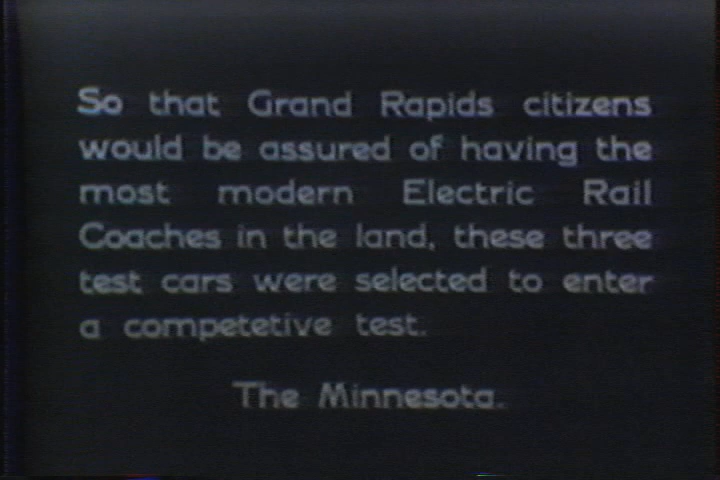 So that Grand Rapids citizens
would be assured of having the
most modern Electric Rail
Coaches in the land, these three
test cars were selected to enter
a competetive test.
The Minnesota.